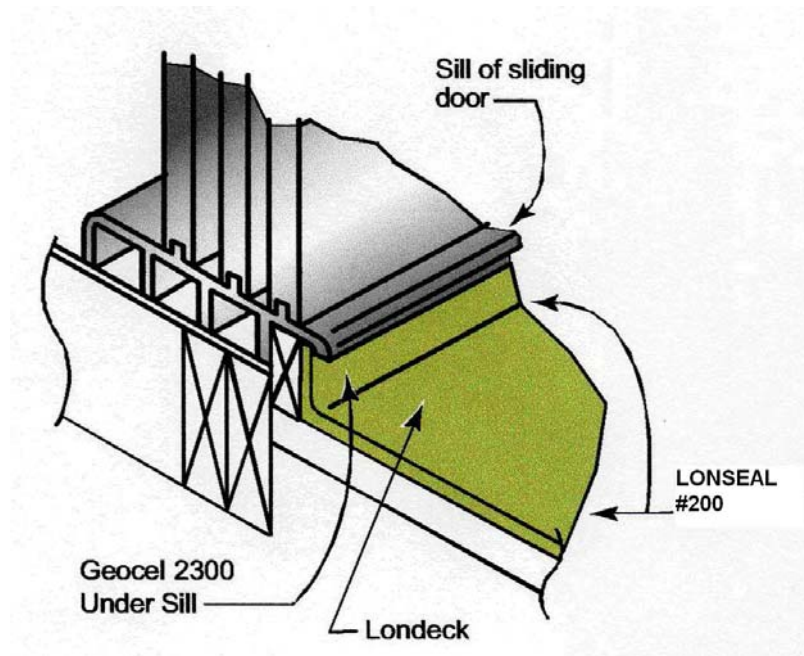 Sill of sliding
door
LONSEAL
#200
Geocel 2300
Under Sill
Londeck